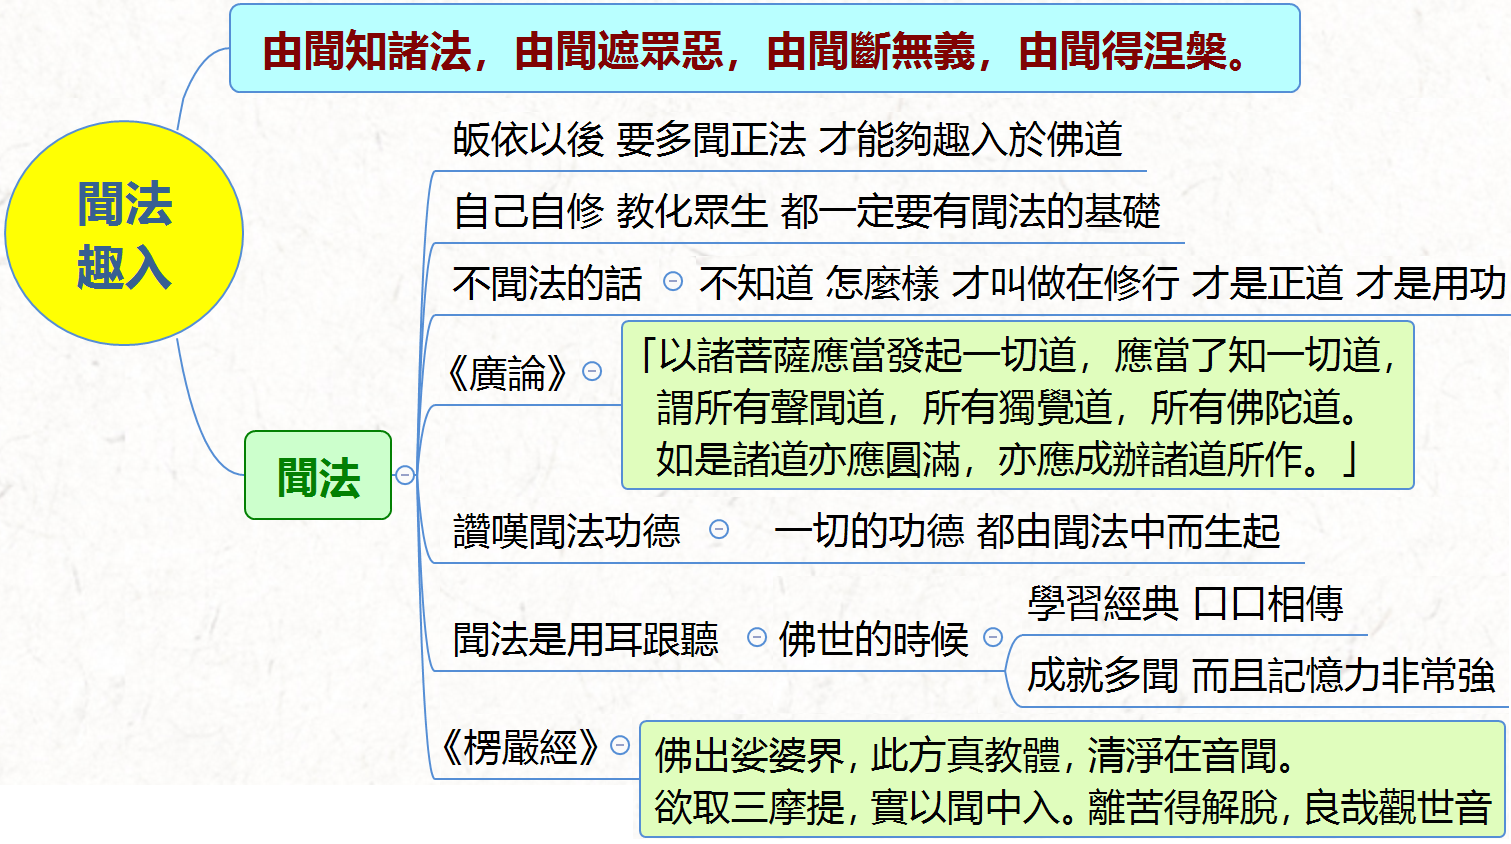 由聞知諸法，由聞遮眾惡，由聞斷無義，由聞得涅槃。
聞法
趣入
皈依以後 要多聞正法 才能夠趣入於佛道
自己自修 教化眾生 都一定要有聞法的基礎
不聞法的話 不知道 怎麼樣 才叫做在修行 才是正道 才是用功
《廣論》
「以諸菩薩應當發起一切道，應當了知一切道，
謂所有聲聞道，所有獨覺道，所有佛陀道。
如是諸道亦應圓滿，亦應成辦諸道所作。」
聞法
讚嘆聞法功德 一切的功德 都由聞法中而生起
聞法是用耳跟聽 佛世的時候
學習經典 口口相傳
成就多聞 而且記憶力非常強
《楞嚴經》
佛出娑婆界，此方真教體，清淨在音聞。
欲取三摩提，實以聞中入。離苦得解脫，良哉觀世音